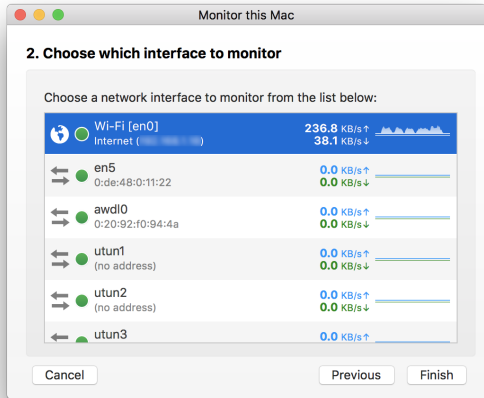 Monitor this Mac
2. Choose which interface to monitor
Choose a network interface to monitor from the list below:
Wi-Fi [en0]
Internet ( )
236.8 KB/s↑
38.1 KB/s↓
en5
0:de:48:0:11:22
0.0 KB/s↑
0.0 KB/s↓
awdl0
0:20:92:f0:94:4a
0.0 KB/s↑
0.0 KB/s↓
utun1
(no address)
0.0 KB/s↑
0.0 KB/s↓
utun2
(no address)
0.0 KB/s↑
0.0 KB/s↓
utun3
0.0 KB/s↑
Cancel
Previous
Finish